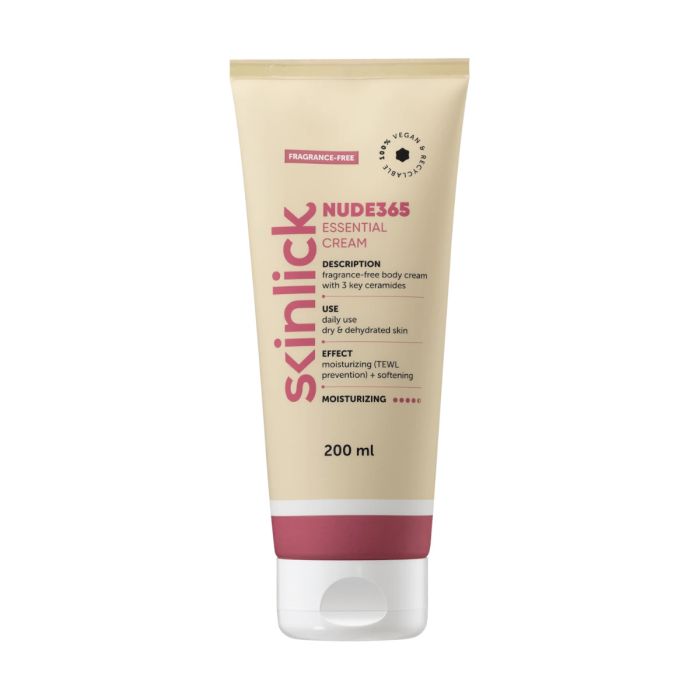 FRAGRANCE-FREE
100% VEGAN & RECYCLABLE
skinlick
NUDE365
ESSENTIAL
CREAM
DESCRIPTION
fragrance-free body cream
with 3 key ceramides
USE
daily use
dry & dehydrated skin
EFFECT
moisturizing (TEWL
prevention) + softening
MOISTURIZING
200 ml